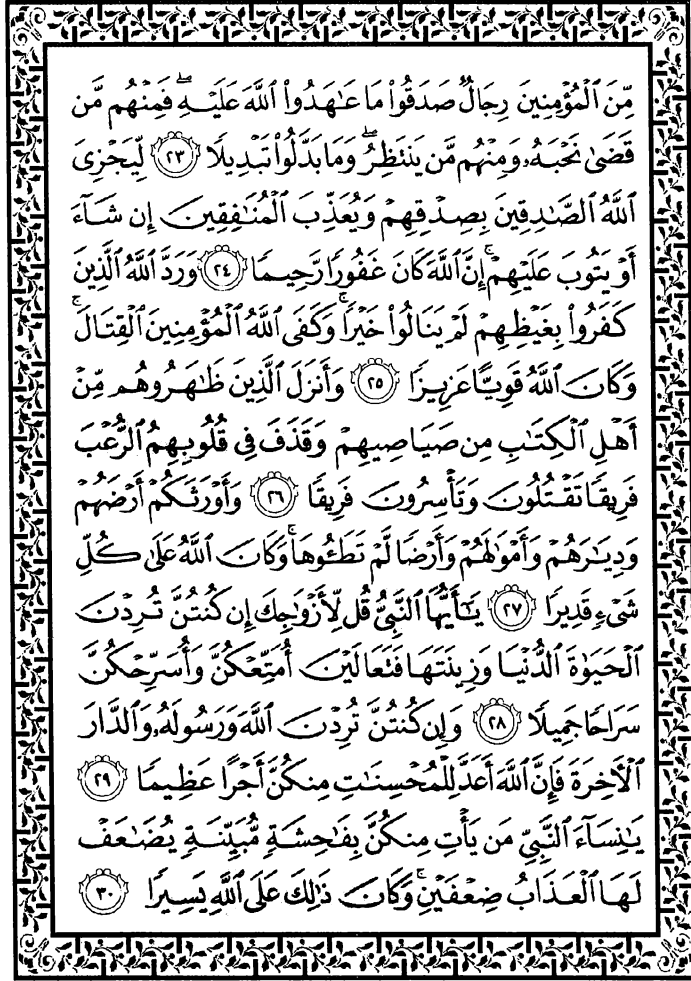 مِّنَ ٱلْمُؤْمِنِينَ رِجَالٌ صَدَقُوا۟ مَا عَـٰهَدُوا۟ ٱللَّهَ عَلَيْهِ ۖ فَمِنْهُم مَّن
قَضَىٰ نَحْبَهُۥ وَمِنْهُم مَّن يَنتَظِرُ ۖ وَمَا بَدَّلُوا۟ تَبْدِيلًا ٢٣ لِّيَجْزِىَ
ٱللَّهُ ٱلصَّـٰدِقِينَ بِصِدْقِهِمْ وَيُعَذِّبَ ٱلْمُنَـٰفِقِينَ إِن شَآءَ
أَوْ يَتُوبَ عَلَيْهِمْ ۚ إِنَّ ٱللَّهَ كَانَ غَفُورًا رَّحِيمًا ٢٤ وَرَدَّ ٱللَّهُ ٱلَّذِينَ
كَفَرُوا۟ بِغَيْظِهِمْ لَمْ يَنَالُوا۟ خَيْرًا ۚ وَكَفَى ٱللَّهُ ٱلْمُؤْمِنِينَ ٱلْقِتَالَ ۚ
وَكَانَ ٱللَّهُ قَوِيًّا عَزِيزًا ٢٥ وَأَنزَلَ ٱلَّذِينَ ظَـٰهَرُوهُم مِّنْ
أَهْلِ ٱلْكِتَـٰبِ مِن صَيَاصِيهِمْ وَقَذَفَ فِى قُلُوبِهِمُ ٱلرُّعْبَ
فَرِيقًا تَقْتُلُونَ وَتَأْسِرُونَ فَرِيقًا ٢٦ وَأَوْرَثَكُمْ أَرْضَهُمْ
وَدِيَـٰرَهُمْ وَأَمْوَٰلَهُمْ وَأَرْضًا لَّمْ تَطَـُٔوهَا ۚ وَكَانَ ٱللَّهُ عَلَىٰ كُلِّ
شَىْءٍ قَدِيرًا ٢٧ يَـٰٓأَيُّهَا ٱلنَّبِىُّ قُل لِّأَزْوَٰجِكَ إِن كُنتُنَّ تُرِدْنَ
ٱلْحَيَوٰةَ ٱلدُّنْيَا وَزِينَتَهَا فَتَعَالَيْنَ أُمَتِّعْكُنَّ وَأُسَرِّحْكُنَّ
سَرَاحًا جَمِيلًا ٢٨ وَإِن كُنتُنَّ تُرِدْنَ ٱللَّهَ وَرَسُولَهُۥ وَٱلدَّارَ
ٱلْـَٔاخِرَةَ فَإِنَّ ٱللَّهَ أَعَدَّ لِلْمُحْسِنَـٰتِ مِنكُنَّ أَجْرًا عَظِيمًا ٢٩
يَـٰنِسَآءَ ٱلنَّبِىِّ مَن يَأْتِ مِنكُنَّ بِفَـٰحِشَةٍ مُّبَيِّنَةٍ يُضَـٰعَفْ
لَهَا ٱلْعَذَابُ ضِعْفَيْنِ ۚ وَكَانَ ذَٰلِكَ عَلَى ٱللَّهِ يَسِيرًا ٣٠